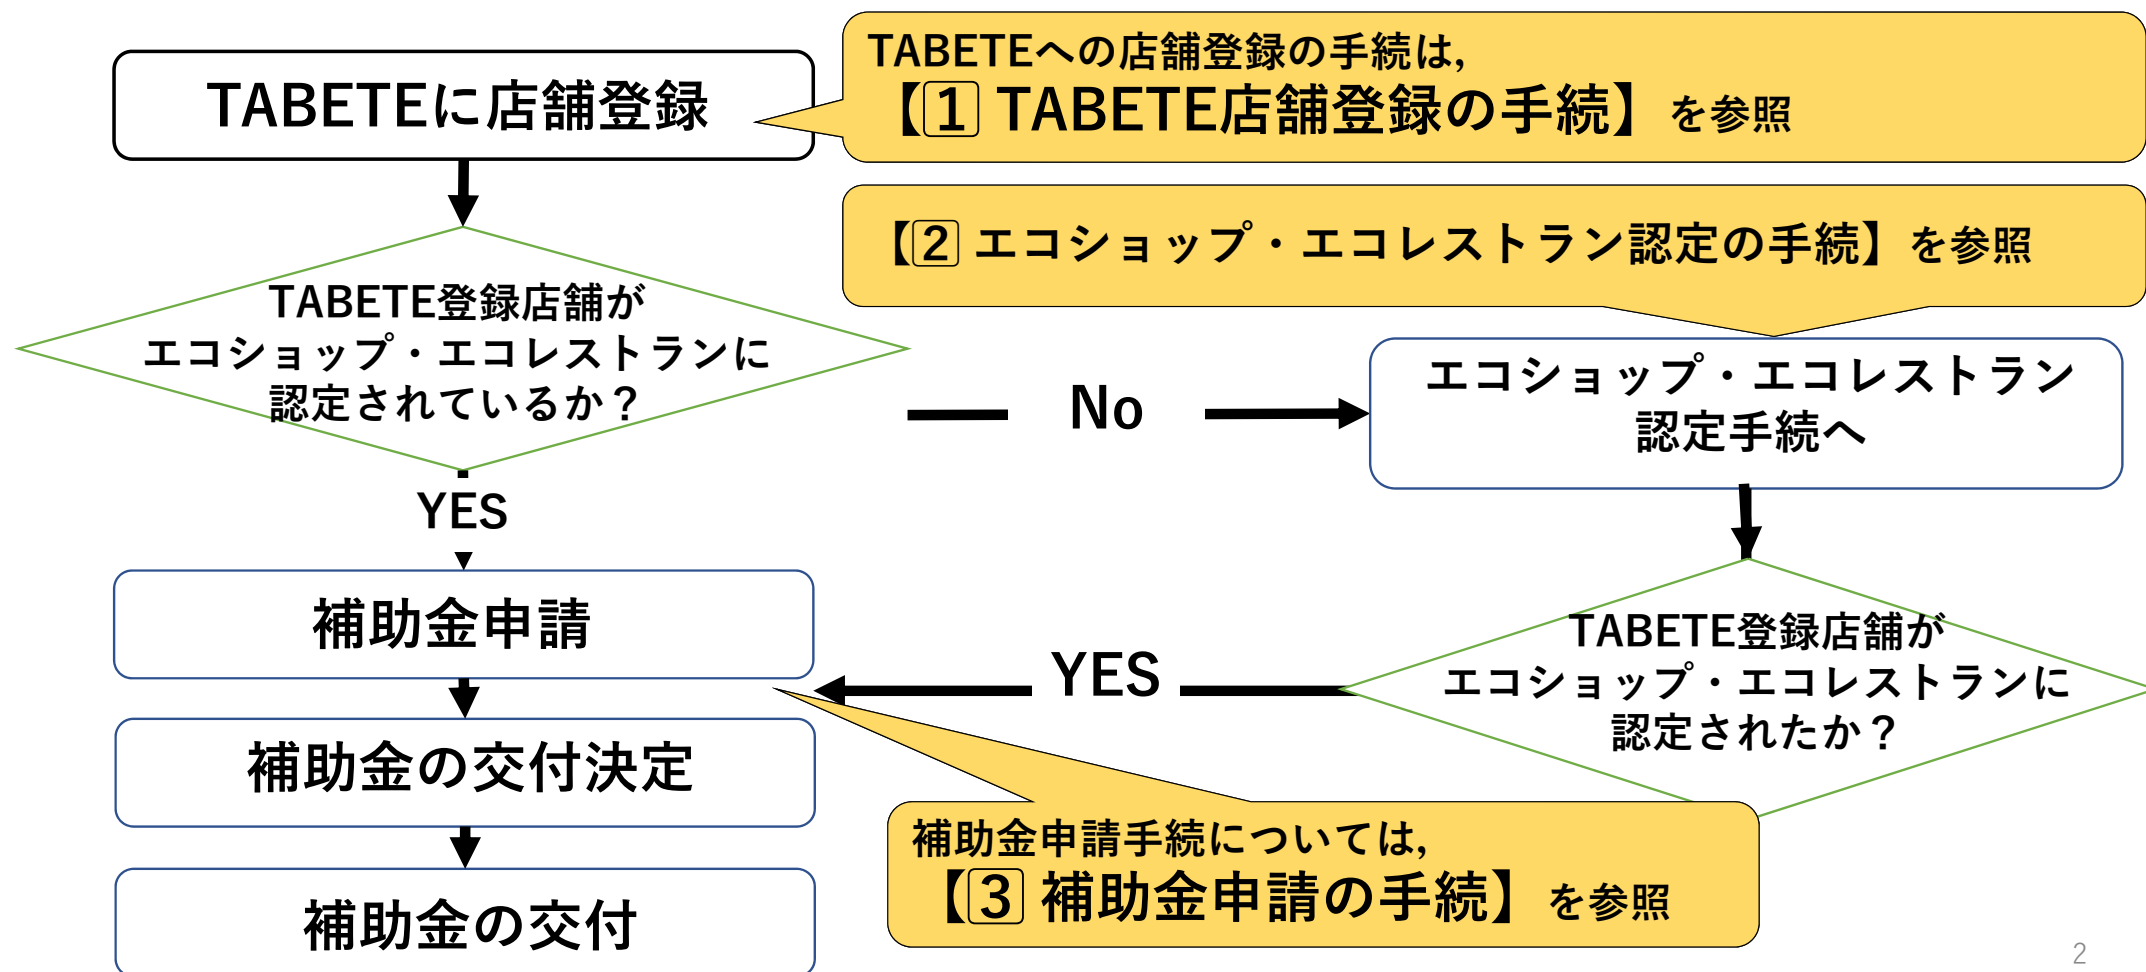 TABETEに店舗登録
TABETEへの店舗登録の手続は,
【1 TABETE店舗登録の手続】を参照
【2 エコショップ・エコレストラン認定の手続】を参照
TABETE登録店舗が
エコショップ・エコレストランに
認定されているか？
No
エコショップ・エコレストラン
認定手続へ
YES
補助金申請
TABETE登録店舗が
エコショップ・エコレストランに
認定されたか？
YES
補助金の交付決定
補助金申請手続については,
【3 補助金申請の手続】を参照
補助金の交付
2